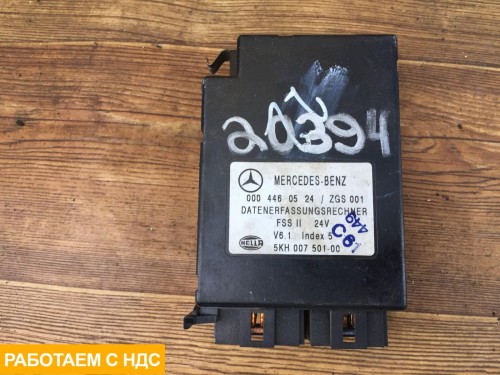 AZ
20394
MERCEDES-BENZ
000 446 05 24 / ZGS 001
DATENERFASSUNGSRECHNER
FSS II 24V
V6.1 Index 5
HELLA
5KH 007 501-00
РАБОТАЕМ С НДС